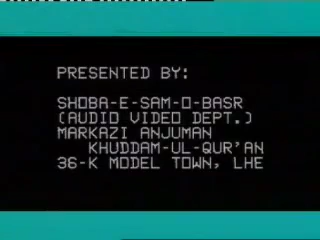 PRESENTED BY:
SHOBA-E-SAM-O-BASR
(AUDIO VIDEO DEPT.)
MARKAZI ANJUMAN
KHUDDAM-UL-QUR'AN
36-K MODEL TOWN, LHE